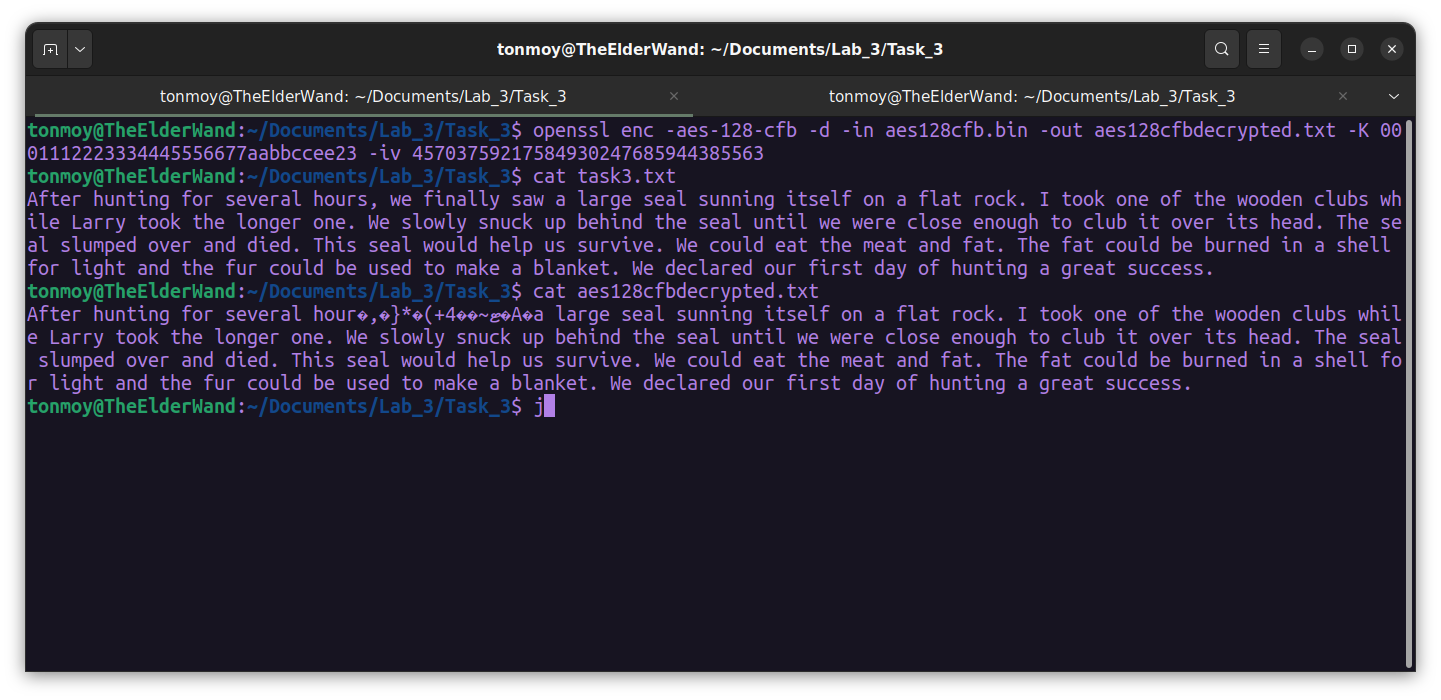 tonmoy@TheElderWand: ~/Documents/Lab_3/Task_3
tonmoy@TheElderWand: ~/Documents/Lab_3/Task_3
tonmoy@TheElderWand: ~/Documents/Lab_3/Task_3
tonmoy@TheElderWand:~/Documents/Lab_3/Task_3$ openssl enc -aes-128-cfb -d -in aes128cfb.bin -out aes128cfbdecrypted.txt -K 00
01112223334445556677aabbccee23 -iv 45703759217584930247685944385563
tonmoy@TheElderWand:~/Documents/Lab_3/Task_3$ cat task3.txt
After hunting for several hours, we finally saw a large seal sunning itself on a flat rock. I took one of the wooden clubs wh
ile Larry took the longer one. We slowly snuck up behind the seal until we were close enough to club it over its head. The se
al slumped over and died. This seal would help us survive. We could eat the meat and fat. The fat could be burned in a shell
for light and the fur could be used to make a blanket. We declared our first day of hunting a great success.
tonmoy@TheElderWand:~/Documents/Lab_3/Task_3$ cat aes128cfbdecrypted.txt
After hunting for several hour�,�}*�(+4��~�A�a large seal sunning itself on a flat rock. I took one of the wooden clubs whil
e Larry took the longer one. We slowly snuck up behind the seal until we were close enough to club it over its head. The seal
slumped over and died. This seal would help us survive. We could eat the meat and fat. The fat could be burned in a shell fo
r light and the fur could be used to make a blanket. We declared our first day of hunting a great success.
tonmoy@TheElderWand:~/Documents/Lab_3/Task_3$ j